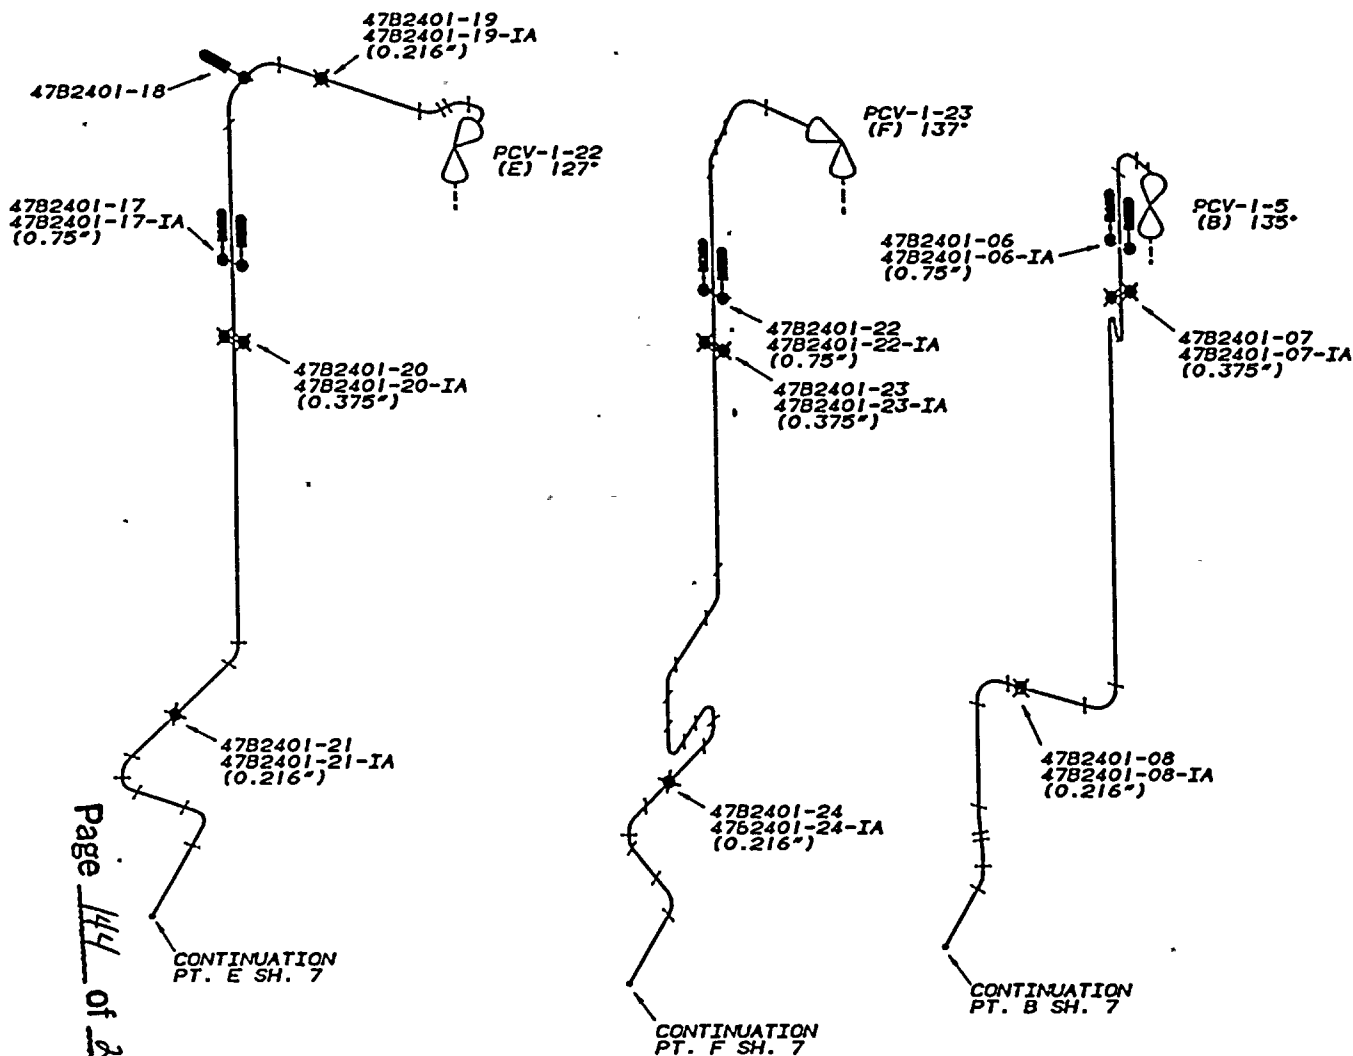 47B2401-19
47B2401-19-IA
(0.216")
47B2401-18
PCV-1-22
(E) 127°
47B2401-17
47B2401-17-IA
(0.75")
47B2401-20
47B2401-20-IA
(0.375")
47B2401-21
47B2401-21-IA
(0.216")
CONTINUATION
PT. E SH. 7
PCV-1-23
(F) 137°
47B2401-22
47B2401-22-IA
(0.75")
47B2401-23
47B2401-23-IA
(0.375")
47B2401-24
47B2401-24-IA
(0.216")
CONTINUATION
PT. F SH. 7
PCV-1-5
(B) 135°
47B2401-06
47B2401-06-IA
(0.75")
47B2401-07
47B2401-07-IA
(0.375")
47B2401-08
47B2401-08-IA
(0.216")
CONTINUATION
PT. B SH. 7
Page 144 of